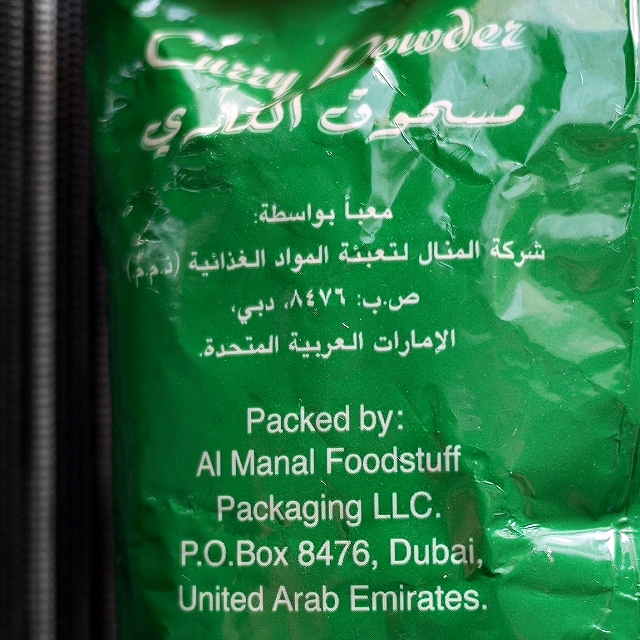 Curry Powder
مسحوق الكاري
معبأ بواسطة:
شركة المنال لتعبئة المواد الغذائية (ذ.م.م)
ص.ب: ٨٤٧٦، دبي،
الإمارات العربية المتحدة.
Packed by:
Al Manal Foodstuff
Packaging LLC.
P.O.Box 8476, Dubai,
United Arab Emirates.